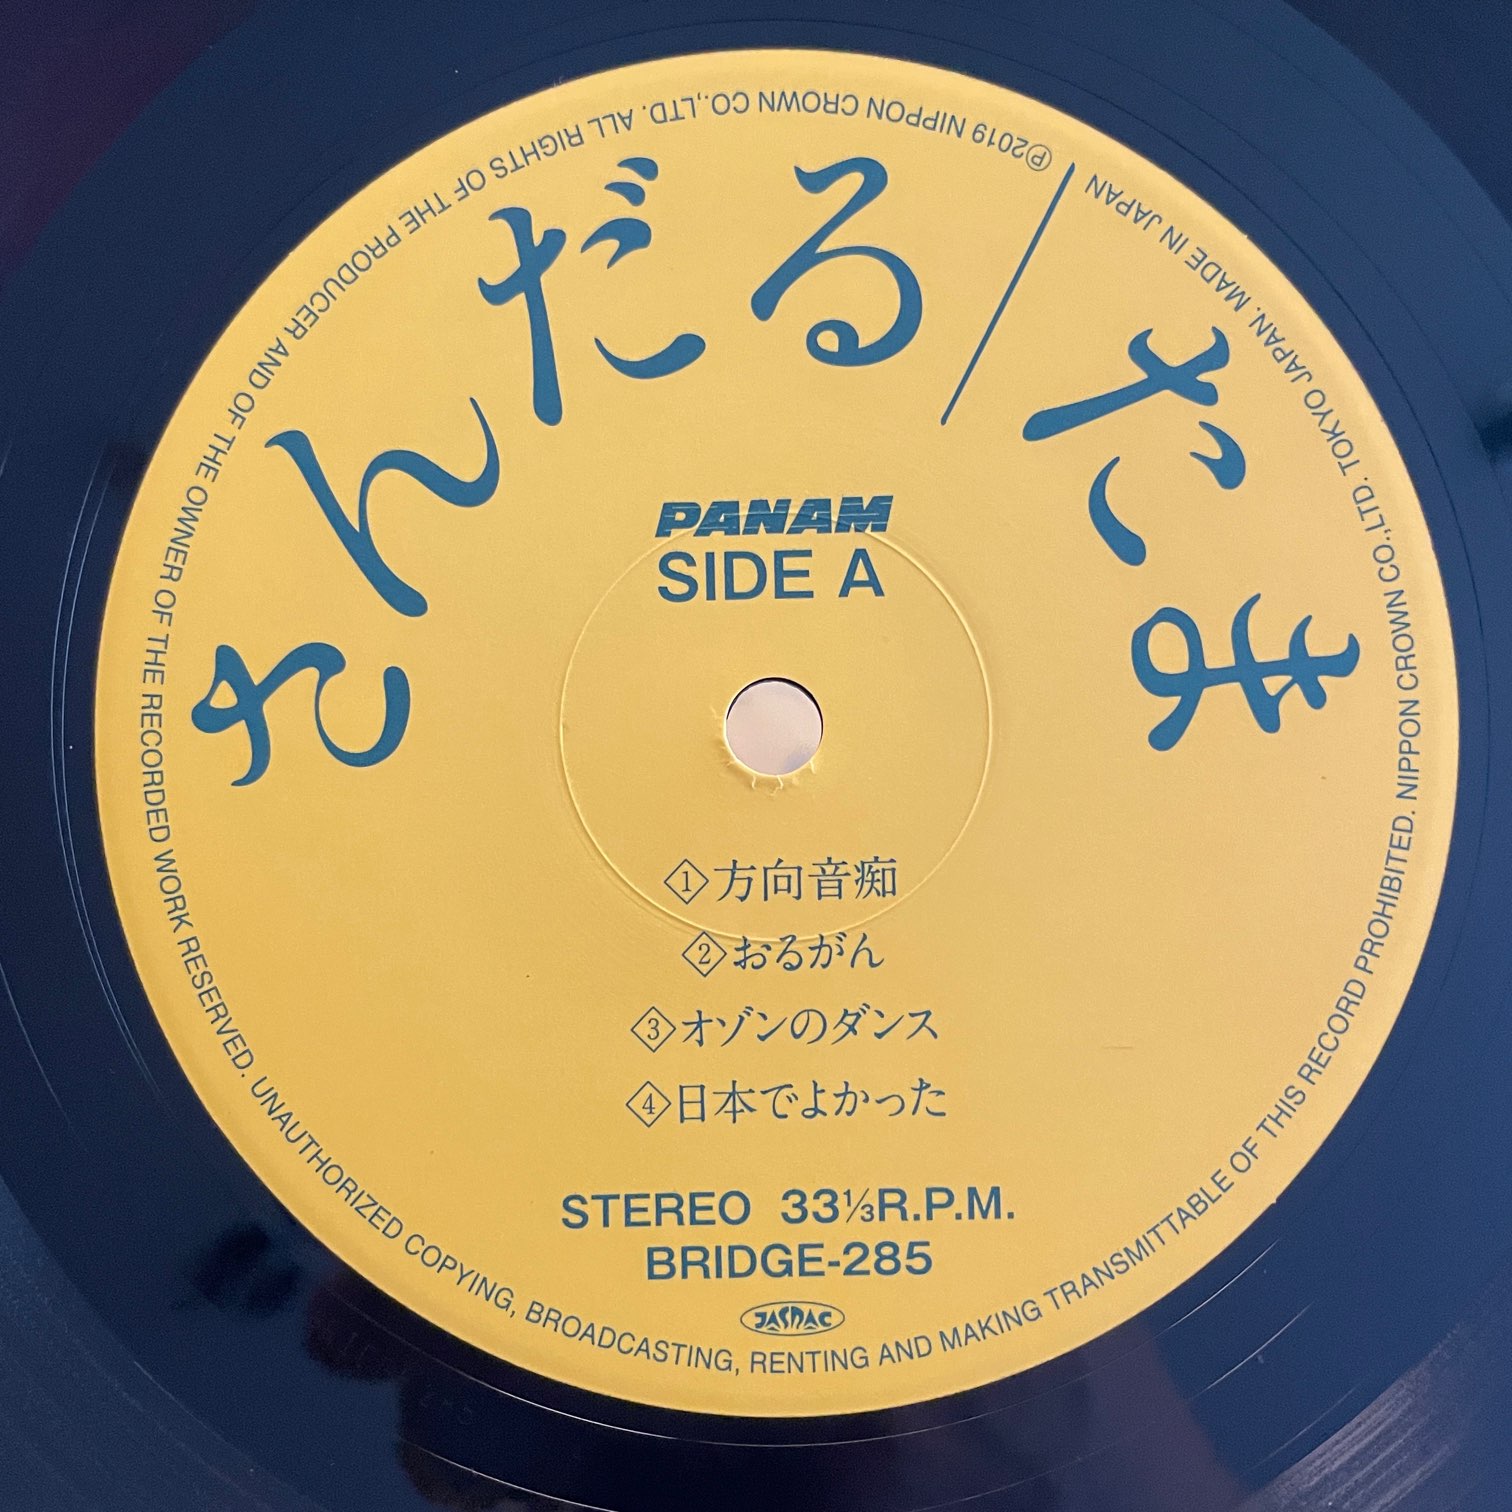 さんだる/たま
PANAM
SIDE A
1方向音痴
2おるがん
3オゾンのダンス
4日本でよかった
STEREO 33⅓R.P.M.
BRIDGE-285
JASRAC
Ⓟ2019 NIPPON CROWN CO.,LTD. ALL RIGHTS OF THE PRODUCER AND OF THE OWNER OF THE RECORDED WORK RESERVED. UNAUTHORIZED COPYING, BROADCASTING, RENTING AND MAKING TRANSMITTABLE OF THIS RECORD PROHIBITED. NIPPON CROWN CO.,LTD. TOKYO JAPAN. MADE IN JAPAN